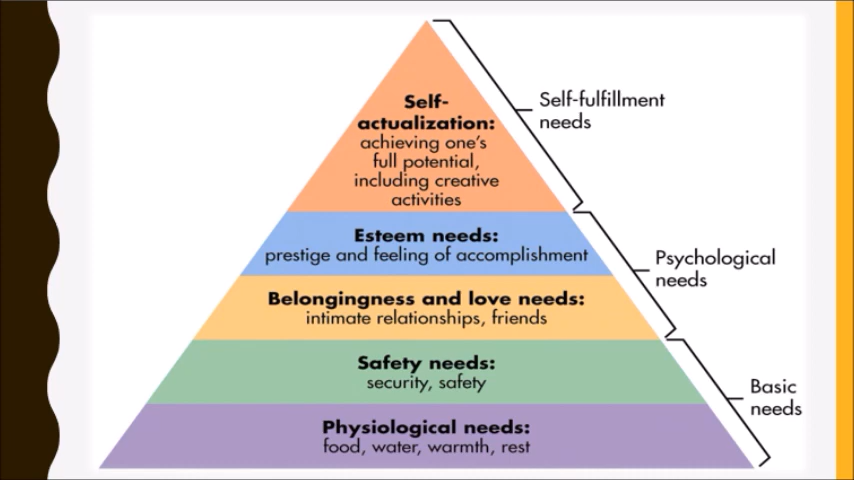 Self-
actualization:
achieving one's
full potential,
including creative
activities
Esteem needs:
prestige and feeling of accomplishment
Belongingness and love needs:
intimate relationships, friends
Safety needs:
security, safety
Physiological needs:
food, water, warmth, rest
Self-fulfillment
needs
Psychological
needs
Basic
needs